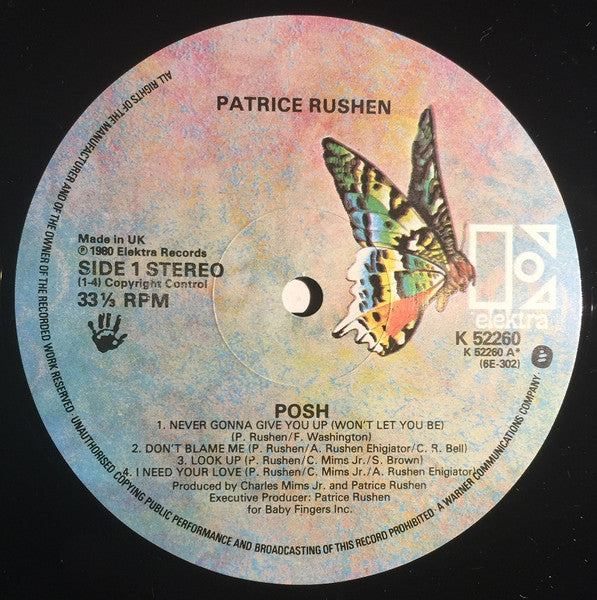 PATRICE RUSHEN
Made in UK
℗ 1980 Elektra Records
SIDE 1 STEREO
(1-4) Copyright Control
33⅓ RPM
elektra
K 52260
K 52260 A*
(6E-302)
POSH
1. NEVER GONNA GIVE YOU UP (WON'T LET YOU BE)
(P. Rushen/F. Washington)
2. DON'T BLAME ME (P. Rushen/A. Rushen Enigiator/C. R. Bell)
3. LOOK UP (P. Rushen/C. Mims Jr./S. Brown)
4. I NEED YOUR LOVE (P. Rushen/C. Mims Jr./A. Rushen Enigiator)
Produced by Charles Mims Jr. and Patrice Rushen
Executive Producer: Patrice Rushen
for Baby Fingers Inc.
ALL RIGHTS OF THE MANUFACTURER AND OF THE OWNER OF THE RECORDED WORK RESERVED · UNAUTHORISED COPYING PUBLIC PERFORMANCE AND BROADCASTING OF THIS RECORD PROHIBITED · A WARNER COMMUNICATIONS COMPANY ·